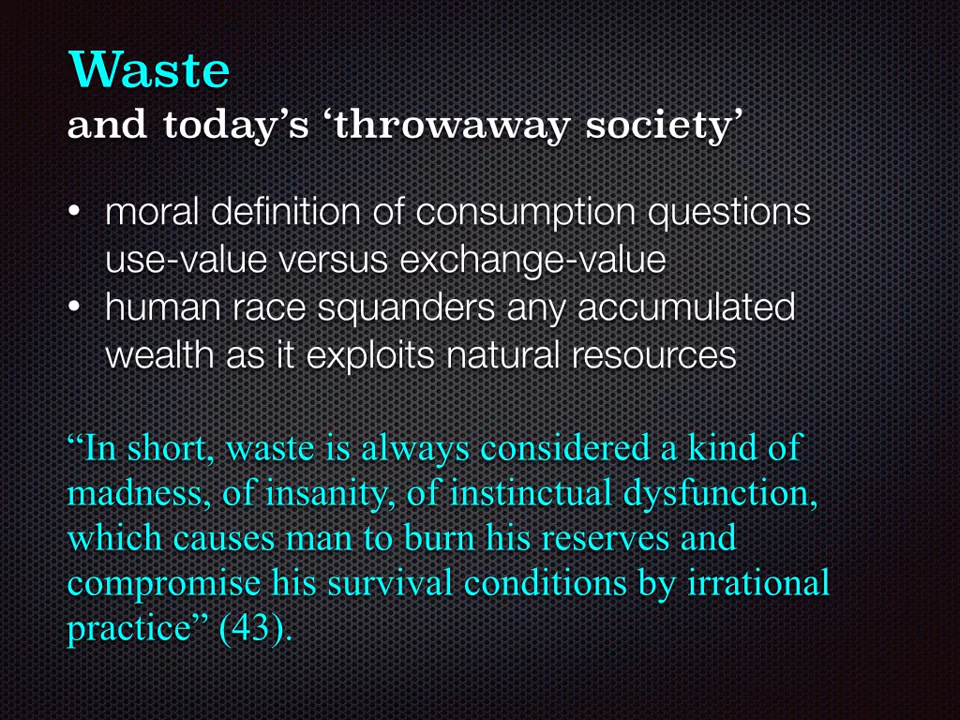 Waste
and today’s ‘throwaway society’
• moral definition of consumption questions
use-value versus exchange-value
• human race squanders any accumulated
wealth as it exploits natural resources
“In short, waste is always considered a kind of
madness, of insanity, of instinctual dysfunction,
which causes man to burn his reserves and
compromise his survival conditions by irrational
practice” (43).